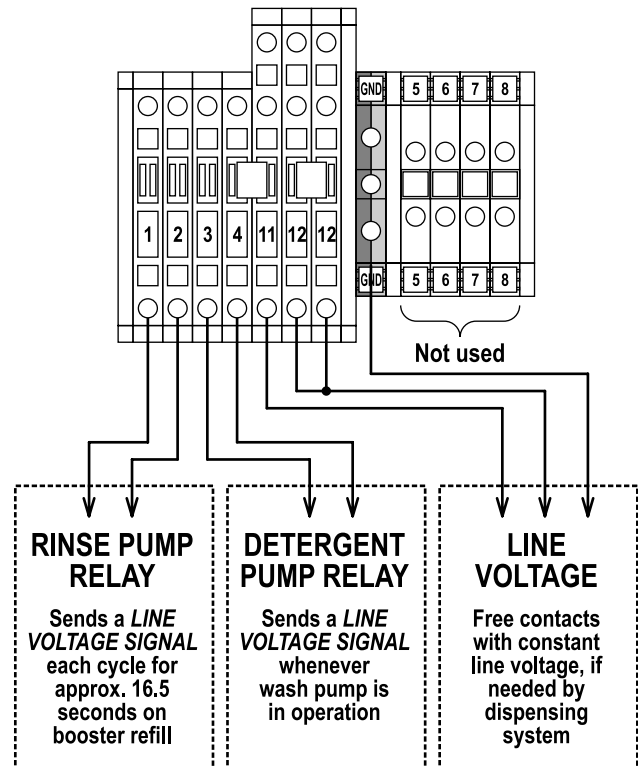 GND 5 6 7 8
1 2 3 4 11 12 12
GND 5 6 7 8
Not used
RINSE PUMP
RELAY
Sends a LINE
VOLTAGE SIGNAL
each cycle for
approx. 16.5
seconds on
booster refill
DETERGENT
PUMP RELAY
Sends a LINE
VOLTAGE SIGNAL
whenever
wash pump is
in operation
LINE
VOLTAGE
Free contacts
with constant
line voltage, if
needed by
dispensing
system